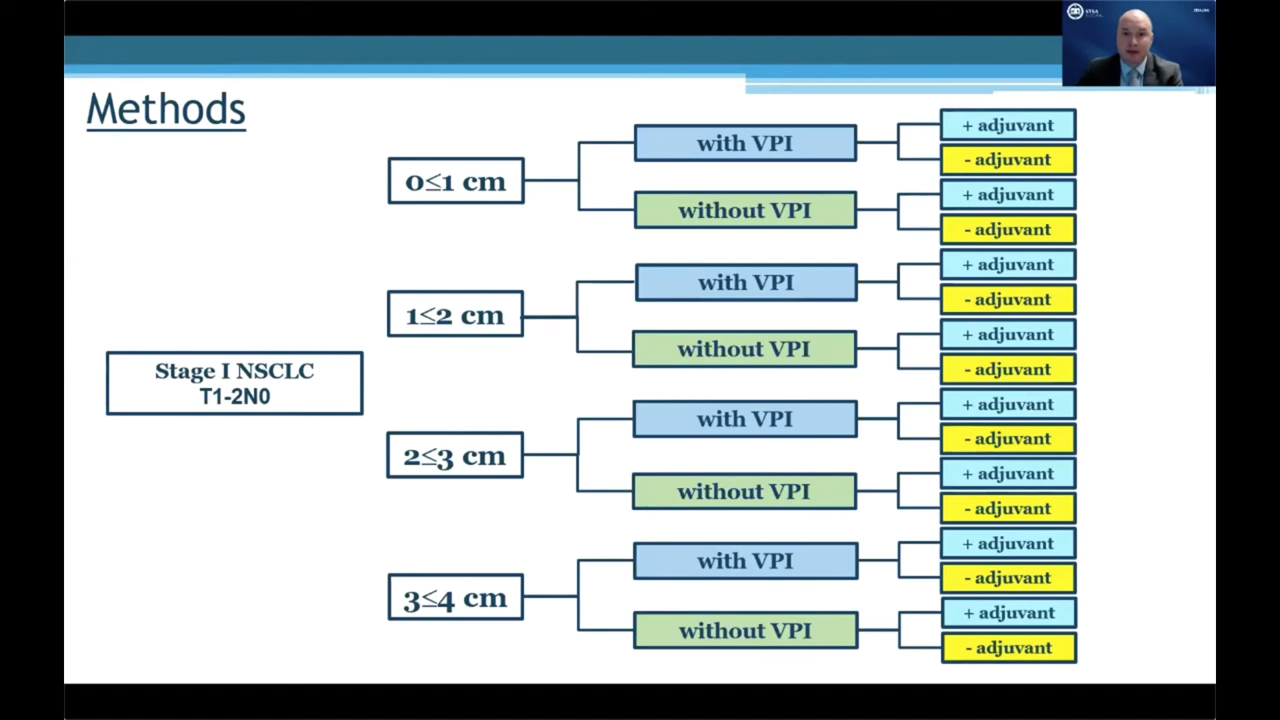 STSA
Methods
Stage I NSCLC
T1-2N0
0≤1 cm
with VPI
+ adjuvant
- adjuvant
without VPI
+ adjuvant
- adjuvant
1≤2 cm
with VPI
+ adjuvant
- adjuvant
without VPI
+ adjuvant
- adjuvant
2≤3 cm
with VPI
+ adjuvant
- adjuvant
without VPI
+ adjuvant
- adjuvant
3≤4 cm
with VPI
+ adjuvant
- adjuvant
without VPI
+ adjuvant
- adjuvant